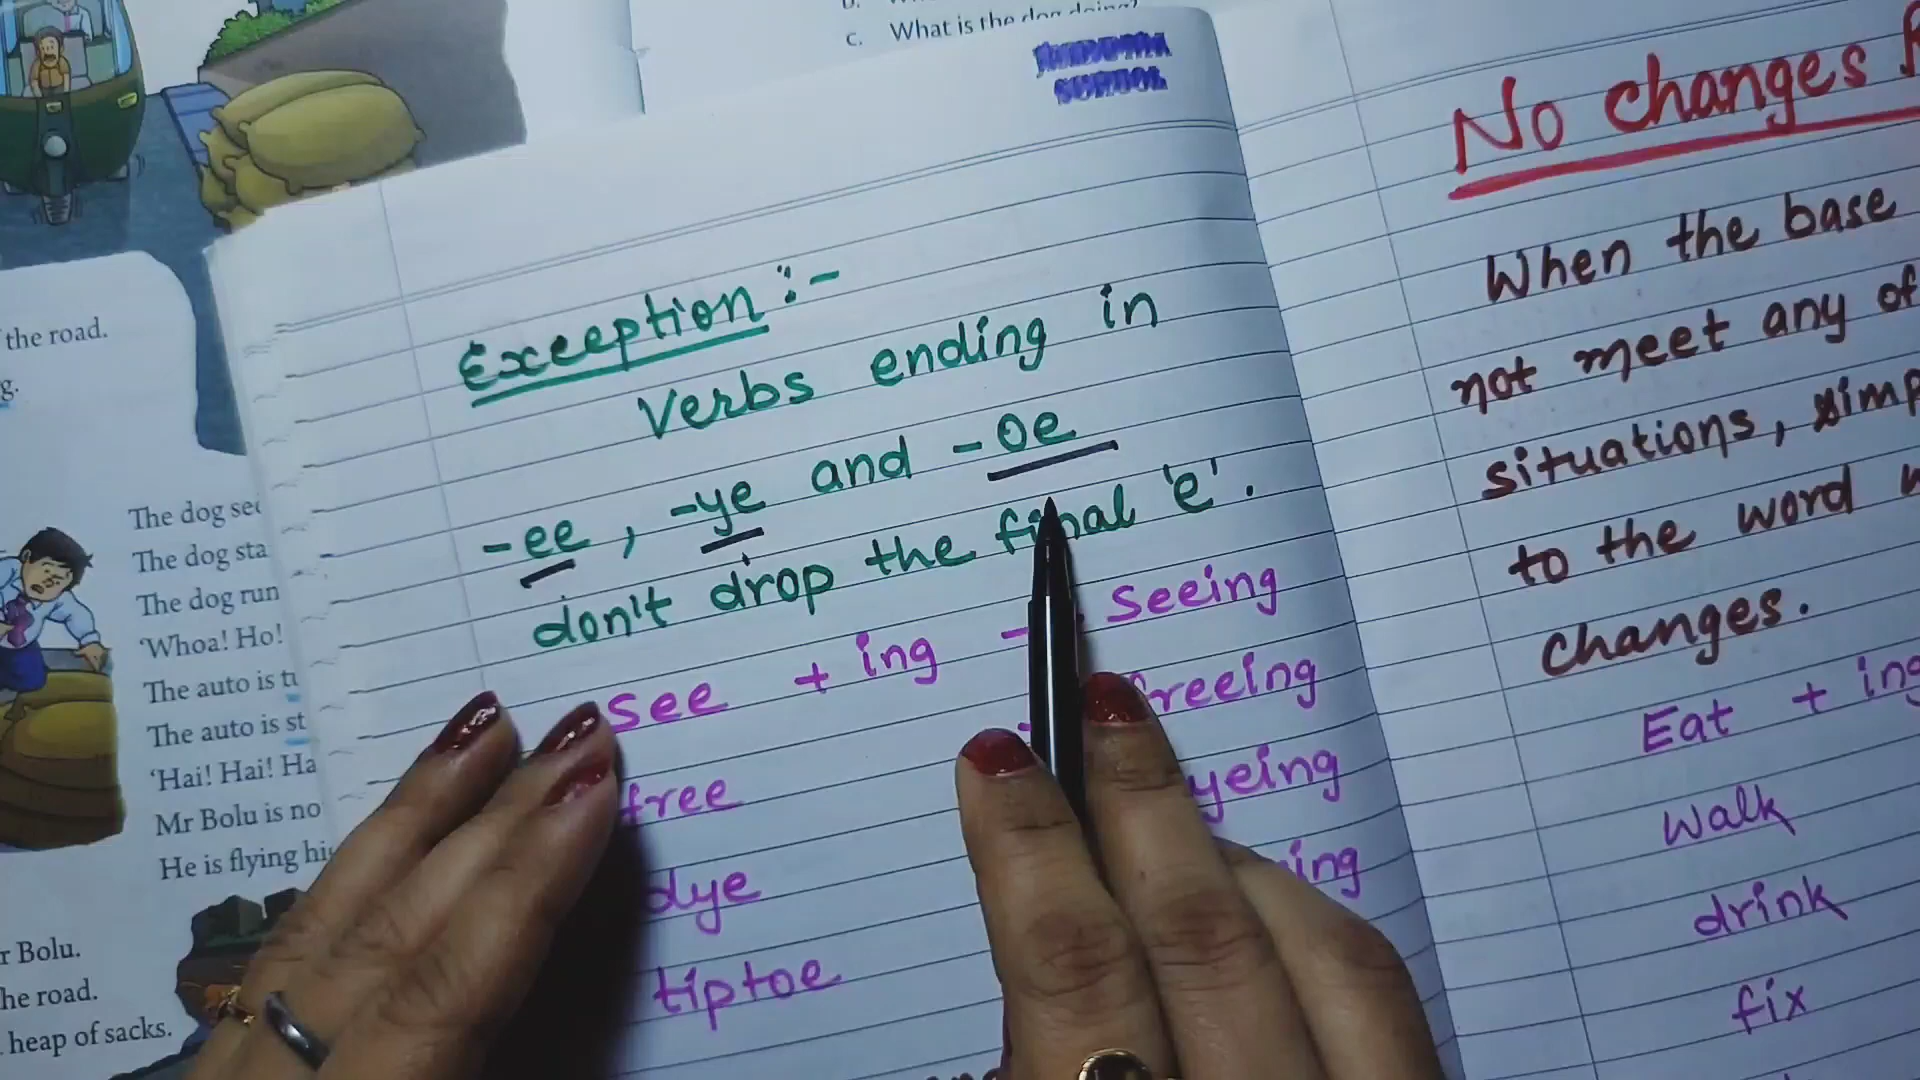 c. What is the dog doing?
the road.
g.
The dog
The dog sta
The dog run
'Whoa! Ho!
The auto is
The auto is st
'Hai! Hai! Ha
Mr Bolu is no
He is flying hi
r Bolu.
he road.
heap of sacks.
Exception :-
Verbs ending in
-ee , -ye and -oe
don't drop the final 'e'.
see + ing - seeing
free freeing
dye yeing
tiptoe ing
No changes
When the base
not meet any of
situations, simp
to the word w
changes.
Eat + ing
walk
drink
fix